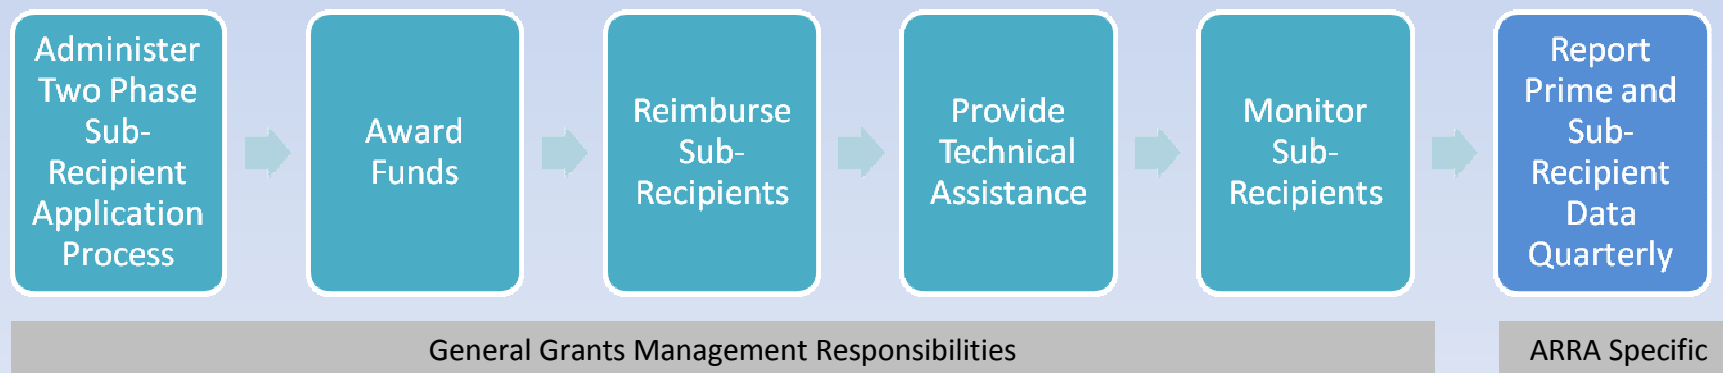 Administer
Two Phase
Sub-
Recipient
Application
Process
Award
Funds
Reimburse
Sub-
Recipients
Provide
Technical
Assistance
Monitor
Sub-
Recipients
Report
Prime and
Sub-
Recipient
Data
Quarterly
General Grants Management Responsibilities
ARRA Specific